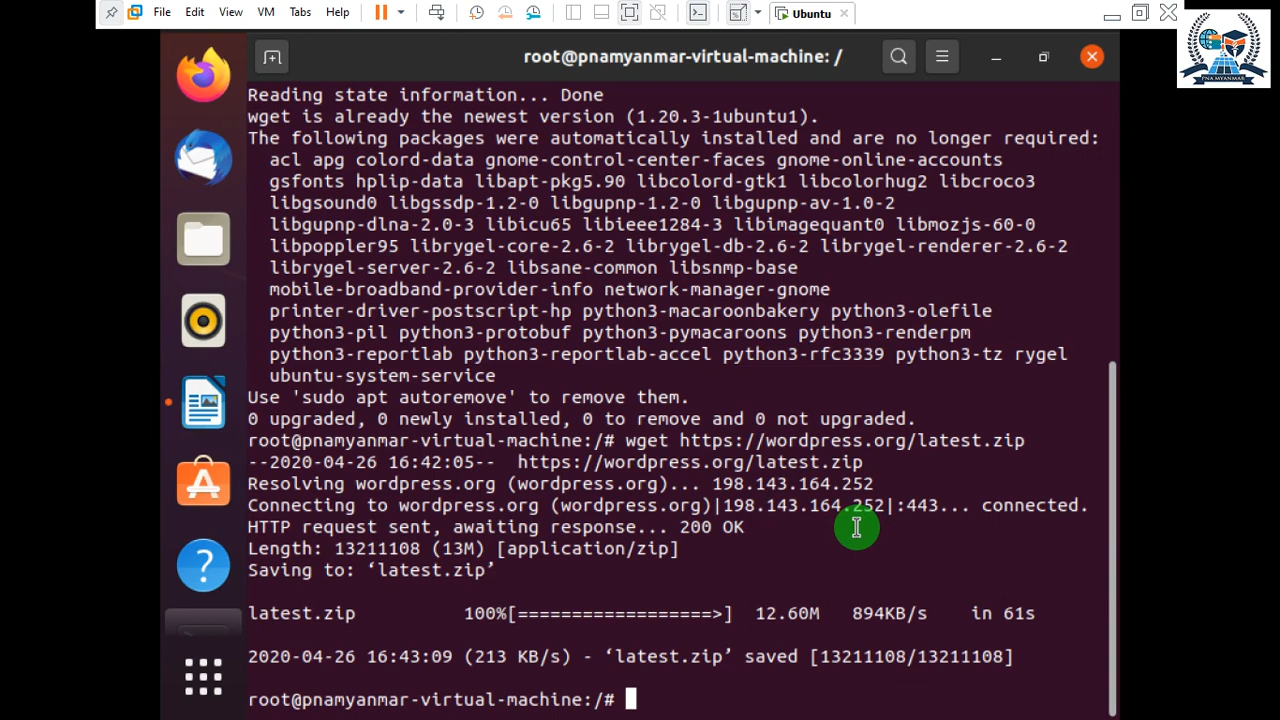 File Edit View VM Tabs Help Ubuntu
PNA MYANMAR
root@pnamyanmar-virtual-machine: /
Reading state information... Done
wget is already the newest version (1.20.3-1ubuntu1).
The following packages were automatically installed and are no longer required:
acl apg colord-data gnome-control-center-faces gnome-online-accounts
gsfonts hplip-data libapt-pkg5.90 libcolord-gtk1 libcolorhug2 libcroco3
libgsound0 libgssdp-1.2-0 libgupnp-1.2-0 libgupnp-av-1.0-2
libgupnp-dlna-2.0-3 libicu65 libieee1284-3 libimagequant0 libmozjs-60-0
libpoppler95 librygel-core-2.6-2 librygel-db-2.6-2 librygel-renderer-2.6-2
librygel-server-2.6-2 libsane-common libsnmp-base
mobile-broadband-provider-info network-manager-gnome
printer-driver-postscript-hp python3-macaroonbakery python3-olefile
python3-pil python3-protobuf python3-pymacaroons python3-renderpm
python3-reportlab python3-reportlab-accel python3-rfc3339 python3-tz rygel
ubuntu-system-service
Use 'sudo apt autoremove' to remove them.
0 upgraded, 0 newly installed, 0 to remove and 0 not upgraded.
root@pnamyanmar-virtual-machine:/# wget https://wordpress.org/latest.zip
--2020-04-26 16:42:05-- https://wordpress.org/latest.zip
Resolving wordpress.org (wordpress.org)... 198.143.164.252
Connecting to wordpress.org (wordpress.org)|198.143.164.252|:443... connected.
HTTP request sent, awaiting response... 200 OK
Length: 13211108 (13M) [application/zip]
Saving to: ‘latest.zip’
latest.zip 100%[==================>] 12.60M 894KB/s in 61s
2020-04-26 16:43:09 (213 KB/s) - ‘latest.zip’ saved [13211108/13211108]
root@pnamyanmar-virtual-machine:/#